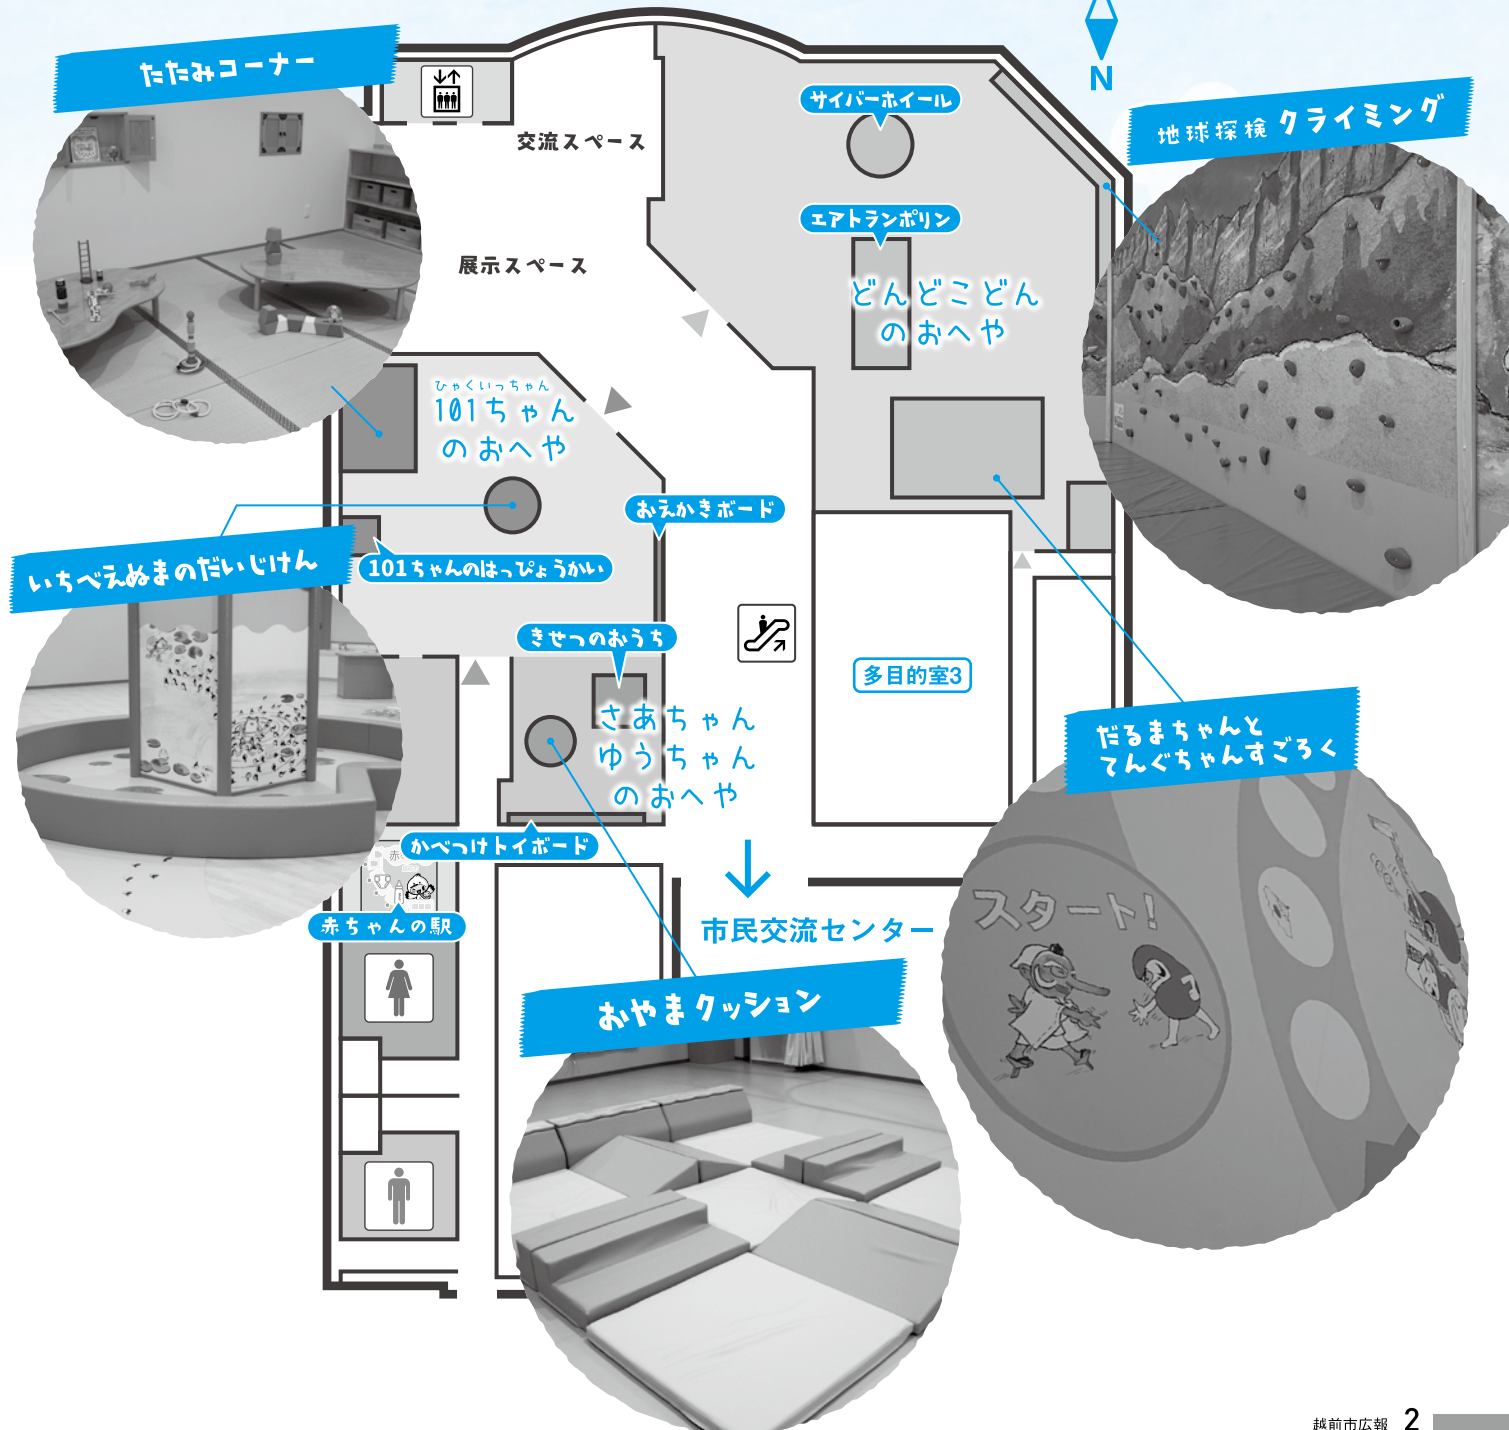 たたみコーナー
N
地球探検 クライミング
サイバーホイール
交流スペース
エアトランポリン
展示スペース
どんどこどん
のおへや
ひゃくいっちゃん
101ちゃん
のおへや
おえかきボード
いちべえぬまのだいじけん
101ちゃんのはっぴょうかい
きせつのおうち
多目的室3
さあちゃん
ゆうちゃん
のおへや
だるまちゃんと
てんぐちゃんすごろく
かべつけトイボード
赤ちゃんの駅
市民交流センター
スタート!
おやまクッション
越前市広報 2